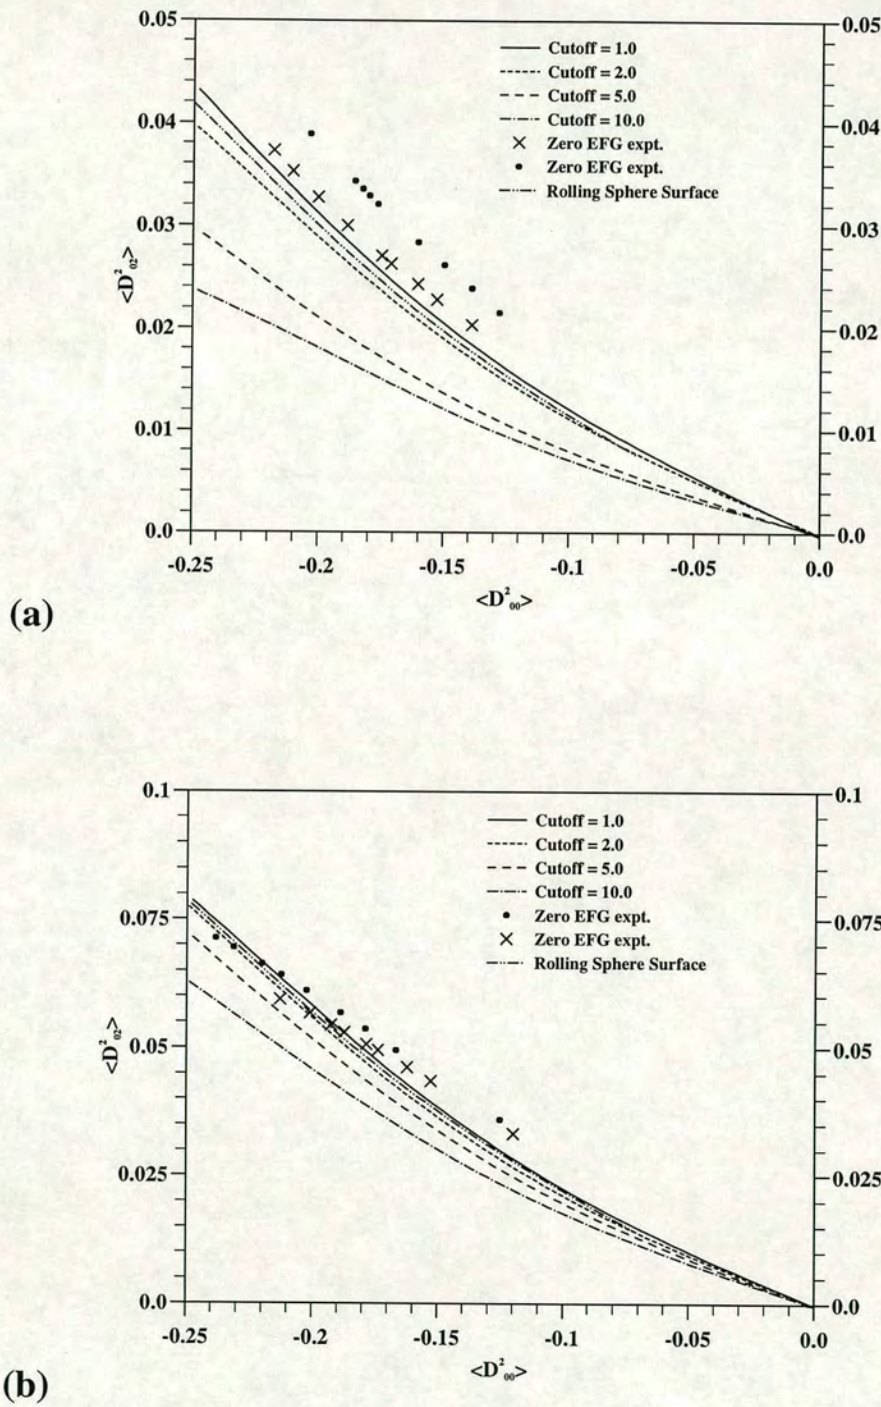 0.05
0.05
Cutoff = 1.0
Cutoff = 2.0
Cutoff = 5.0
Cutoff = 10.0
Zero EFG expt.
Zero EFG expt.
Rolling Sphere Surface
0.04
0.04
0.03
0.03
<D²₀₂>
0.02
0.02
0.01
0.01
0.0
0.0
-0.25
-0.2
-0.15
-0.1
-0.05
0.0
<D²₀₀>
(a)
0.1
0.1
Cutoff = 1.0
Cutoff = 2.0
Cutoff = 5.0
Cutoff = 10.0
Zero EFG expt.
Zero EFG expt.
Rolling Sphere Surface
0.075
0.075
<D²₀₂>
0.05
0.05
0.025
0.025
0.0
0.0
-0.25
-0.2
-0.15
-0.1
-0.05
0.0
<D²₀₀>
(b)